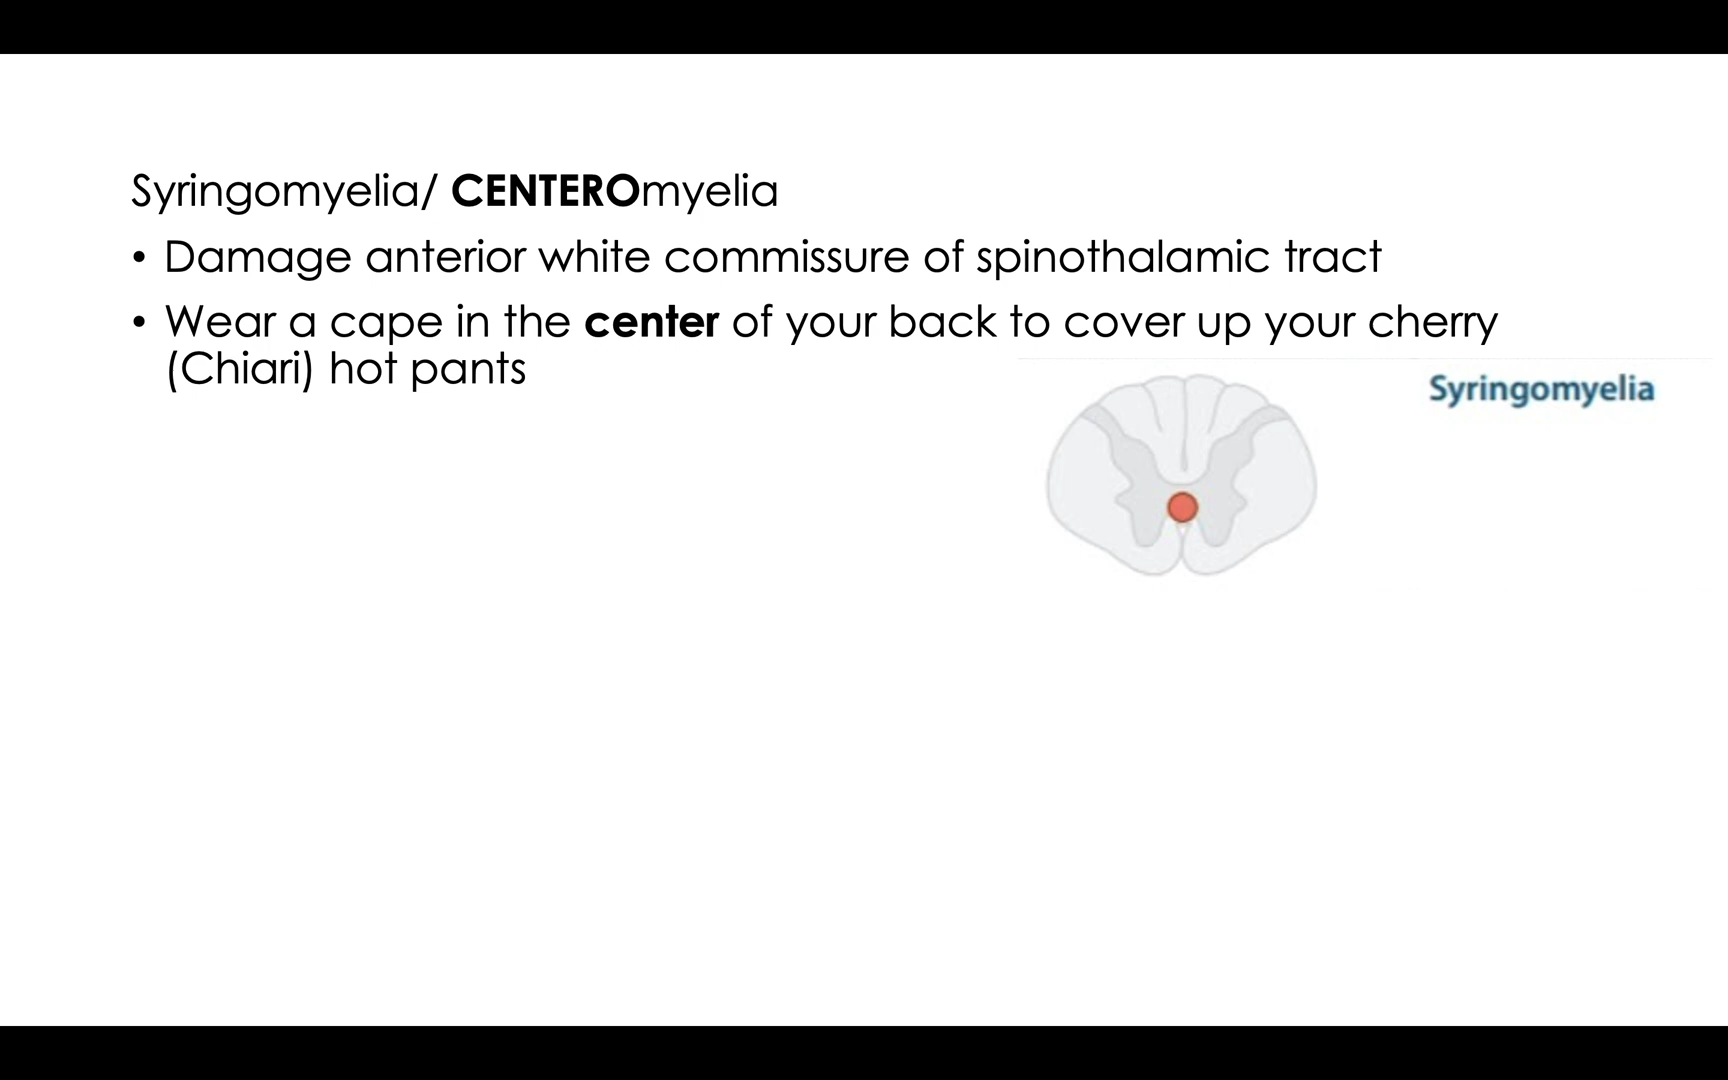 Syringomyelia/ CENTEROmyelia
• Damage anterior white commissure of spinothalamic tract
• Wear a cape in the center of your back to cover up your cherry
(Chiari) hot pants
Syringomyelia